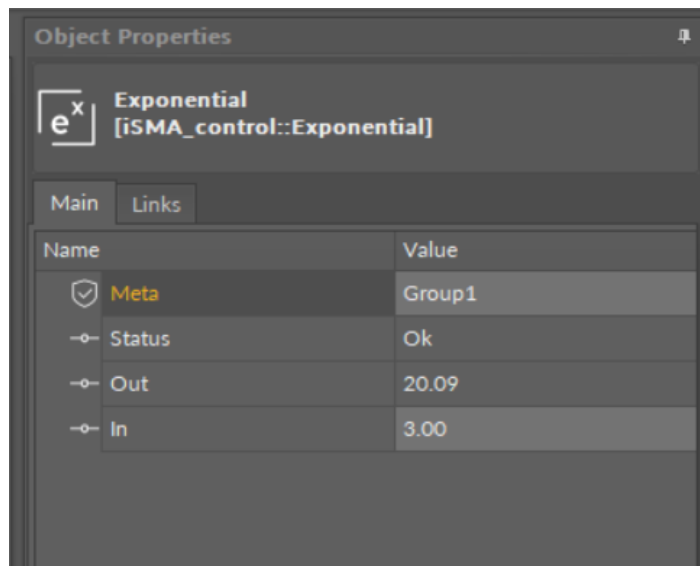 Object Properties
e^x
Exponential
[iSMA_control::Exponential]
Main Links
Name Value
Meta Group1
Status Ok
Out 20.09
In 3.00